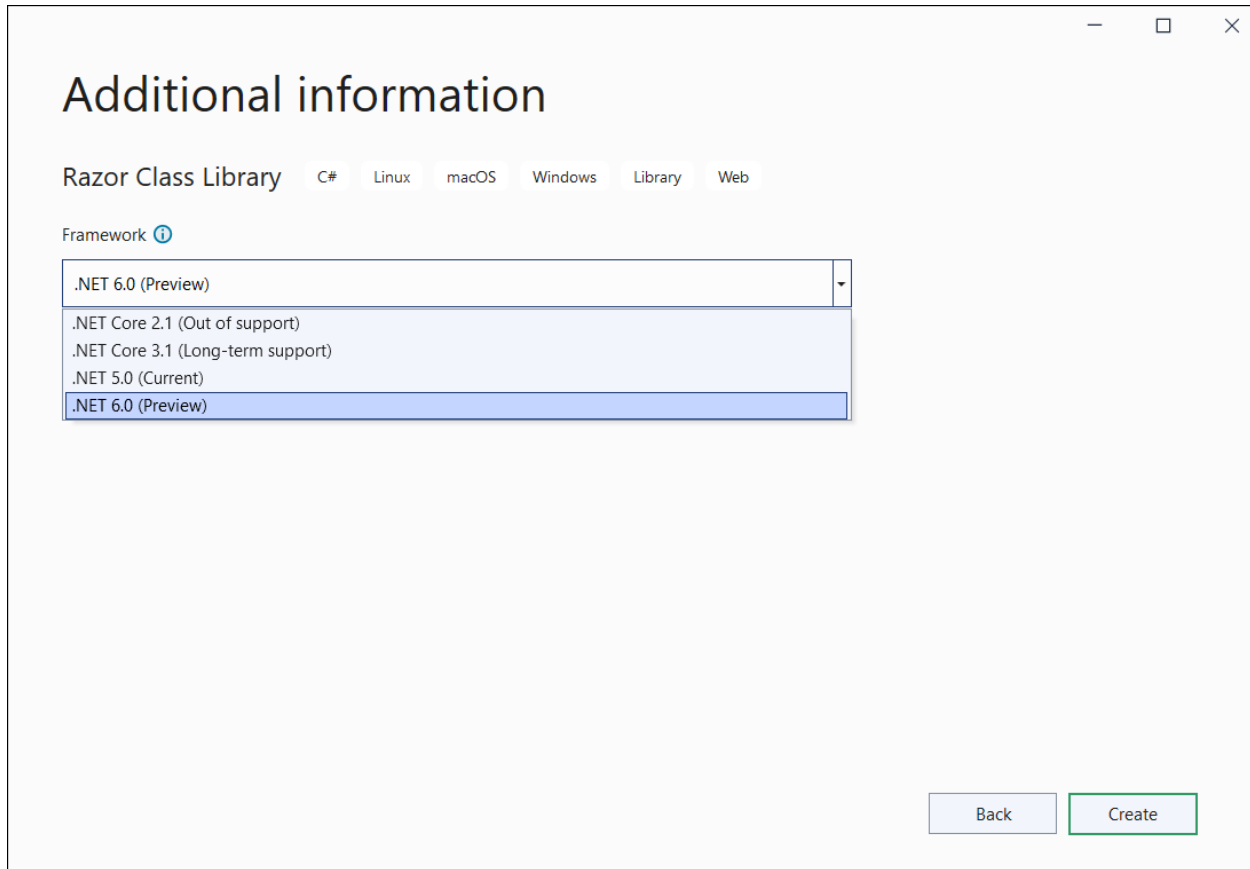 Additional information
Razor Class Library C# Linux macOS Windows Library Web
Framework
.NET 6.0 (Preview)
.NET Core 2.1 (Out of support)
.NET Core 3.1 (Long-term support)
.NET 5.0 (Current)
.NET 6.0 (Preview)
Back Create